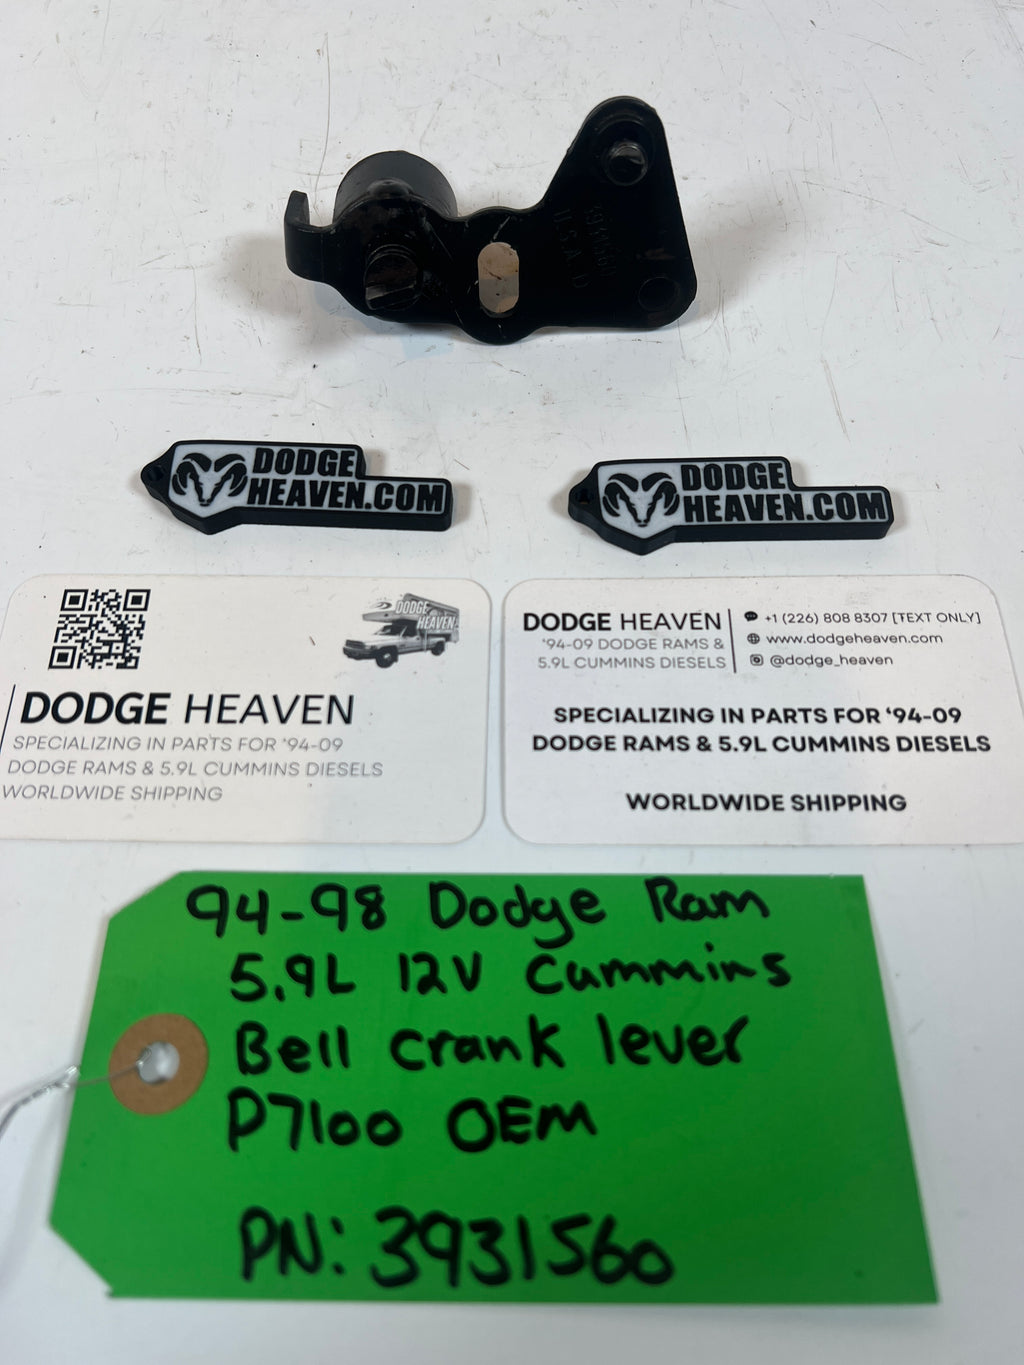 3931560
U.S.A. D
DODGE
HEAVEN.COM
DODGE
HEAVEN.COM
DODGE
HEAVEN
DODGE HEAVEN
SPECIALIZING IN PARTS FOR ‘94-09
DODGE RAMS & 5.9L CUMMINS DIESELS
WORLDWIDE SHIPPING
DODGE HEAVEN
‘94-09 DODGE RAMS &
5.9L CUMMINS DIESELS
+1 (226) 808 8307 [TEXT ONLY]
www.dodgeheaven.com
@dodge_heaven
SPECIALIZING IN PARTS FOR ‘94-09
DODGE RAMS & 5.9L CUMMINS DIESELS
WORLDWIDE SHIPPING
94-98 Dodge Ram
5.9L 12V Cummins
Bell crank lever
P7100 OEM
PN: 3931560